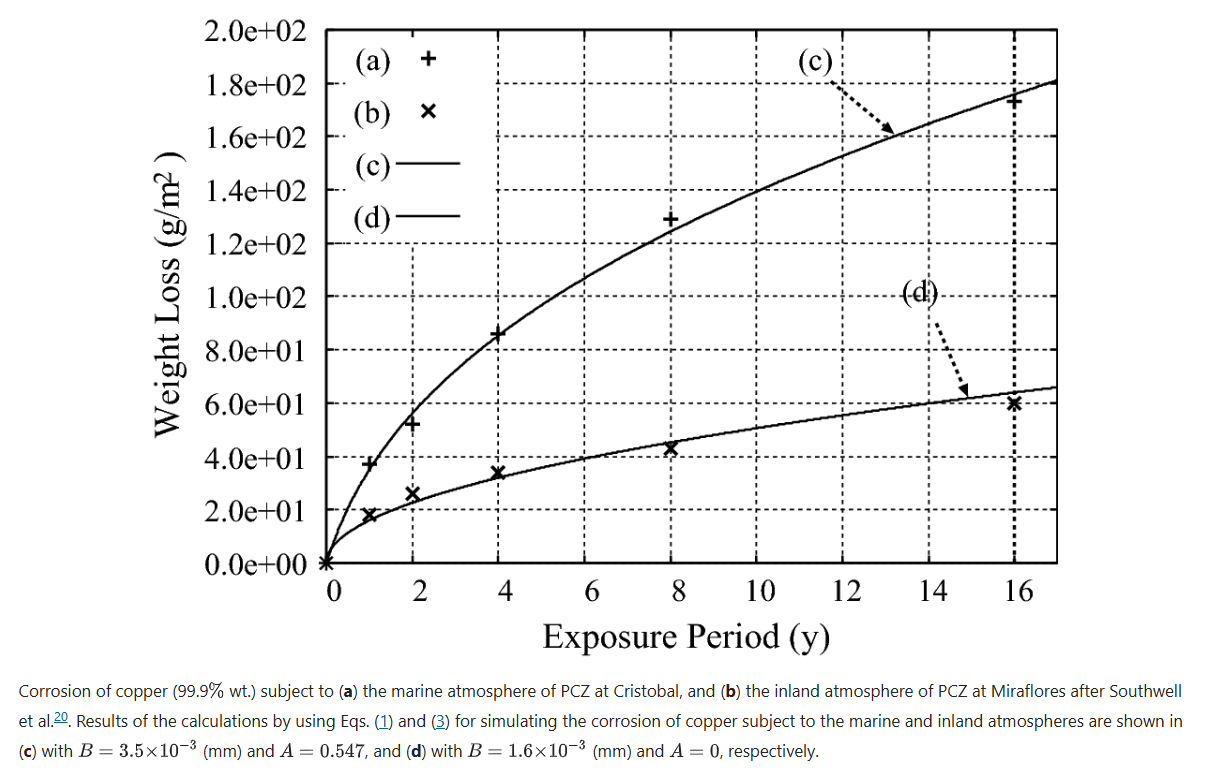 2.0e+02
1.8e+02
1.6e+02
1.4e+02
1.2e+02
1.0e+02
8.0e+01
6.0e+01
4.0e+01
2.0e+01
0.0e+00
Weight Loss (g/m²)
(a) +
(b) ×
(c)
(d)
(c)
(d)
0 2 4 6 8 10 12 14 16
Exposure Period (y)
Corrosion of copper (99.9% wt.) subject to (a) the marine atmosphere of PCZ at Cristobal, and (b) the inland atmosphere of PCZ at Miraflores after Southwell
et al.²⁰. Results of the calculations by using Eqs. (1) and (3) for simulating the corrosion of copper subject to the marine and inland atmospheres are shown in
(c) with B = 3.5×10⁻³ (mm) and A = 0.547, and (d) with B = 1.6×10⁻³ (mm) and A = 0, respectively.